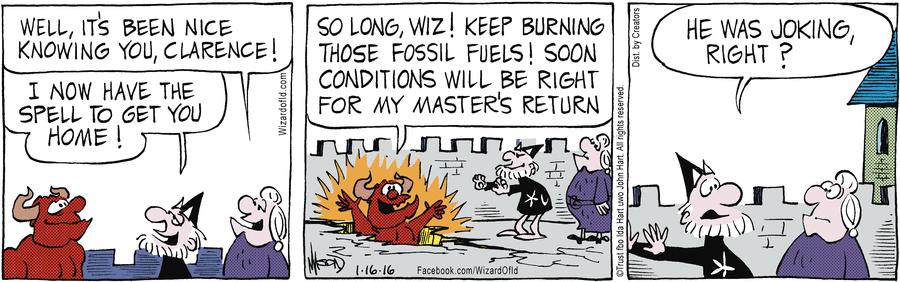 WELL, IT'S BEEN NICE
KNOWING YOU, CLARENCE!
I NOW HAVE THE
SPELL TO GET YOU
HOME!
WizardofId.com
SO LONG, WIZ! KEEP BURNING
THOSE FOSSIL FUELS! SOON
CONDITIONS WILL BE RIGHT
FOR MY MASTER'S RETURN
MASON
1•16•16
Facebook.com/WizardOfId
©Trust fbo Ida Hart uwo John Hart. All rights reserved.
Dist. by Creators
HE WAS JOKING,
RIGHT?